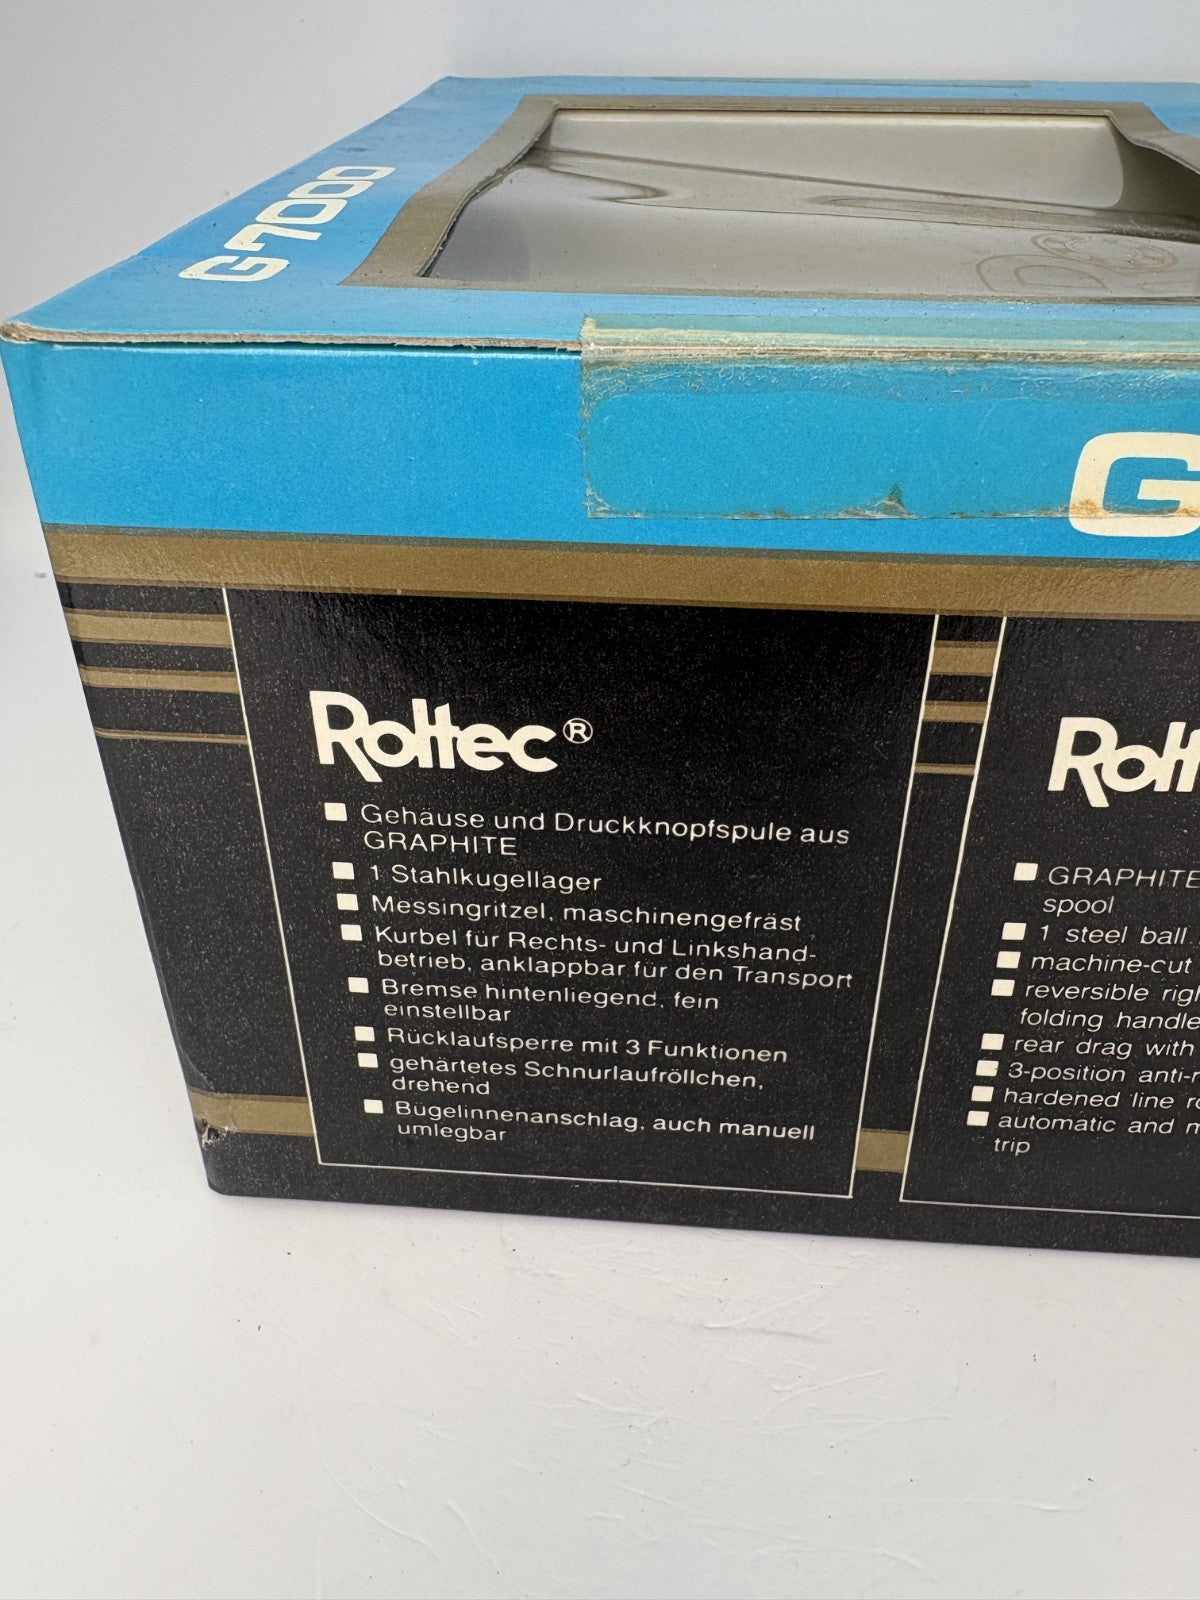 G7000
G
Roltec®
Gehäuse und Druckknopfspule aus
GRAPHITE
1 Stahlkugellager
Messingritzel, maschinengefräst
Kurbel für Rechts- und Linkshand-
betrieb, anklappbar für den Transport
Bremse hintenliegend, fein
einstellbar
Rücklaufsperre mit 3 Funktionen
gehärtetes Schnurlaufröllchen,
drehend
Bügelinnenanschlag, auch manuell
umlegbar
GRAPHITE
spool
1 steel ball
machine-cut
reversible
folding handle
rear drag with
3-position
hardened line
automatic and
trip